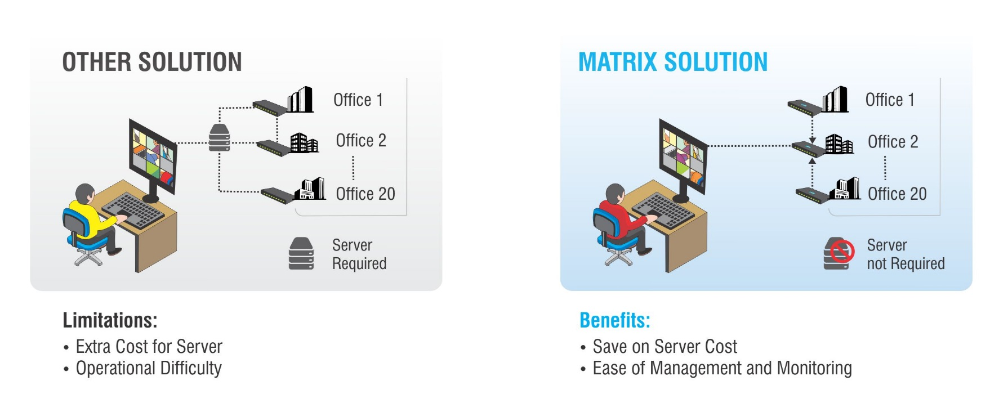 OTHER SOLUTION
Office 1
Office 2
Office 20
Server
Required
Limitations:
• Extra Cost for Server
• Operational Difficulty
MATRIX SOLUTION
Office 1
Office 2
Office 20
Server
not Required
Benefits:
• Save on Server Cost
• Ease of Management and Monitoring